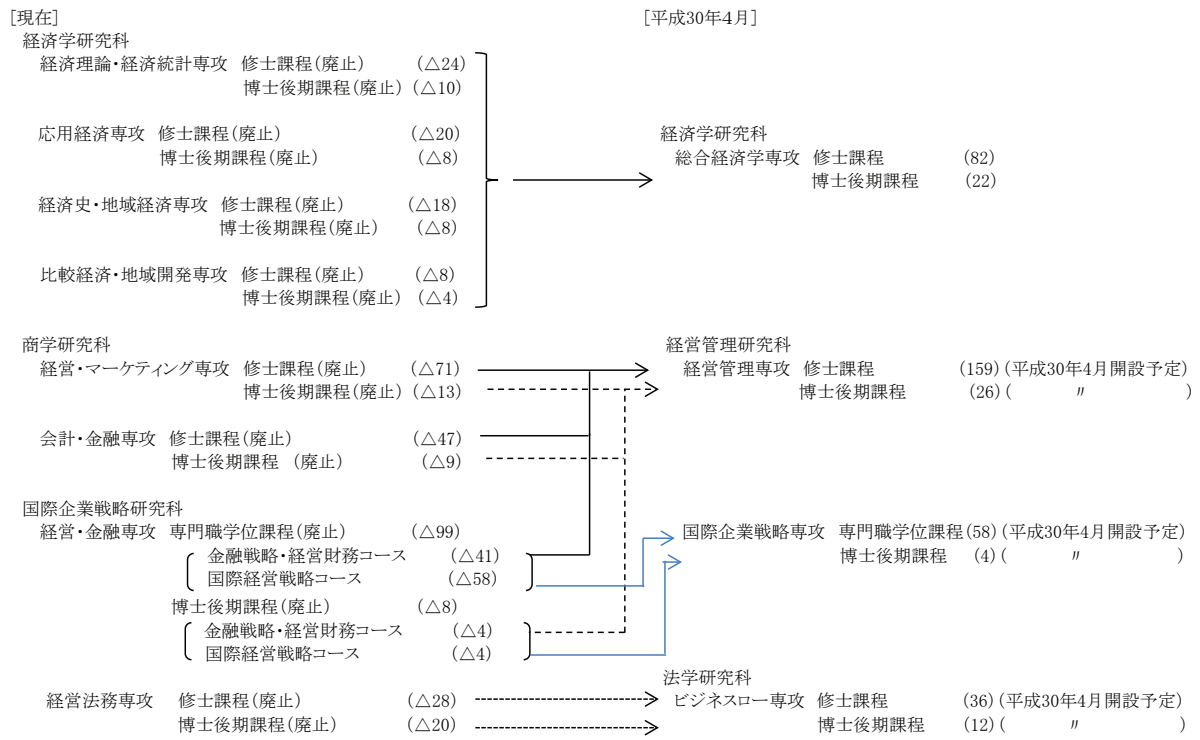 [現在] [平成30年4月]
経済学研究科
経済理論・経済統計専攻 修士課程(廃止) (△24)
博士後期課程(廃止) (△10)
応用経済専攻 修士課程(廃止) (△20) 経済学研究科
博士後期課程(廃止) (△8) 総合経済学専攻 修士課程 (82)
博士後期課程 (22)
経済史・地域経済専攻 修士課程(廃止) (△18)
博士後期課程(廃止) (△8)
比較経済・地域開発専攻 修士課程(廃止) (△8)
博士後期課程(廃止) (△4)
商学研究科 経営管理研究科
経営・マーケティング専攻 修士課程(廃止) (△71) 経営管理専攻 修士課程 (159)(平成30年4月開設予定)
博士後期課程(廃止) (△13) 博士後期課程 (26)( 〃 )
会計・金融専攻 修士課程(廃止) (△47)
博士後期課程 (廃止) (△9)
国際企業戦略研究科
経営・金融専攻 専門職学位課程(廃止) (△99) 国際企業戦略専攻 専門職学位課程(58)(平成30年4月開設予定)
金融戦略・経営財務コース (△41) 博士後期課程 (4)( 〃 )
国際経営戦略コース (△58)
博士後期課程(廃止) (△8)
金融戦略・経営財務コース (△4)
国際経営戦略コース (△4)
法学研究科
経営法務専攻 修士課程(廃止) (△28) ビジネスロー専攻 修士課程 (36)(平成30年4月開設予定)
博士後期課程(廃止) (△20) 博士後期課程 (12)( 〃 )